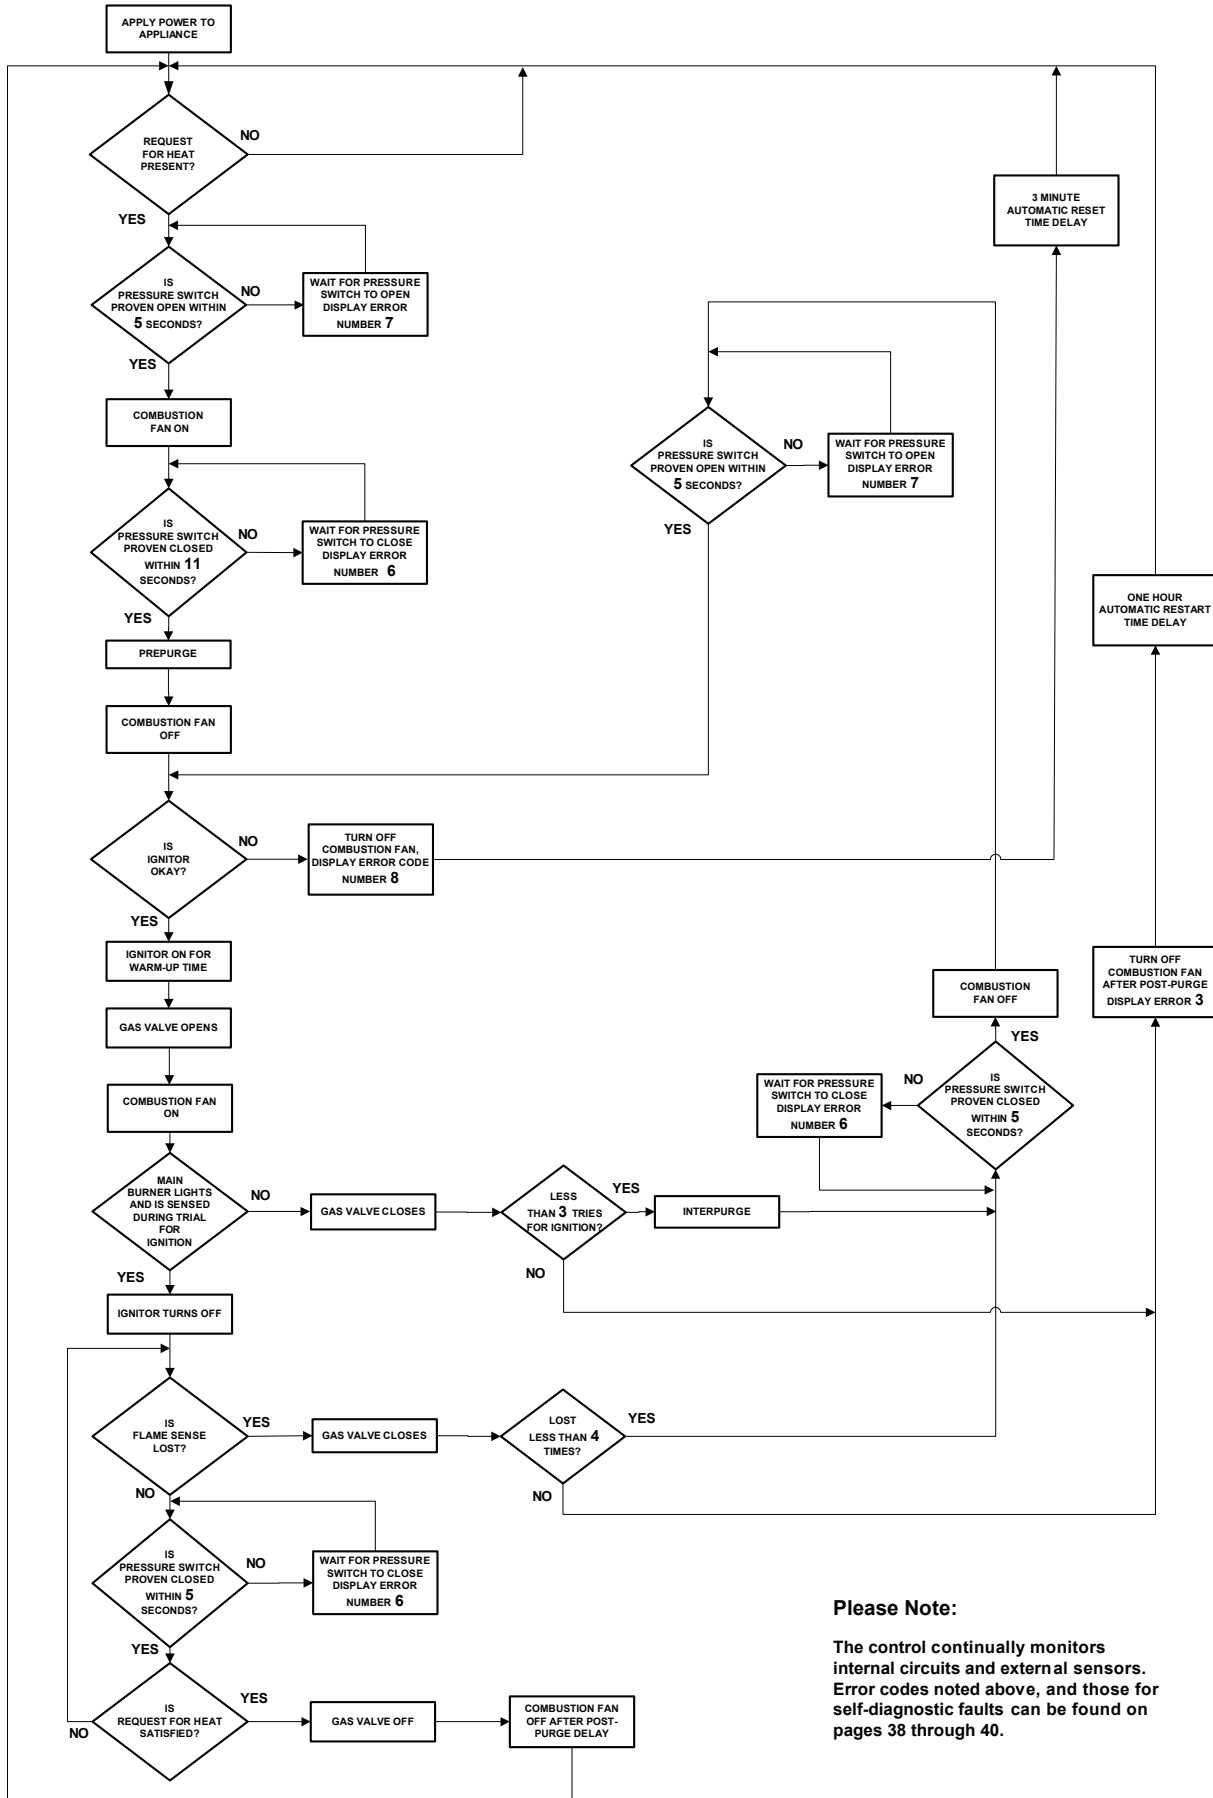 APPLY POWER TO
APPLIANCE
REQUEST
FOR HEAT
PRESENT?
NO
YES
3 MINUTE
AUTOMATIC RESET
TIME DELAY
IS
PRESSURE SWITCH
PROVEN OPEN WITHIN
5 SECONDS?
NO
WAIT FOR PRESSURE
SWITCH TO OPEN
DISPLAY ERROR
NUMBER 7
YES
COMBUSTION
FAN ON
IS
PRESSURE SWITCH
PROVEN OPEN WITHIN
5 SECONDS?
NO
WAIT FOR PRESSURE
SWITCH TO OPEN
DISPLAY ERROR
NUMBER 7
YES
IS
PRESSURE SWITCH
PROVEN CLOSED
WITHIN 11
SECONDS?
NO
WAIT FOR PRESSURE
SWITCH TO CLOSE
DISPLAY ERROR
NUMBER 6
YES
ONE HOUR
AUTOMATIC RESTART
TIME DELAY
PREPURGE
COMBUSTION FAN
OFF
IS
IGNITOR
OKAY?
NO
TURN OFF
COMBUSTION FAN,
DISPLAY ERROR CODE
NUMBER 8
YES
IGNITOR ON FOR
WARM-UP TIME
COMBUSTION
FAN OFF
TURN OFF
COMBUSTION FAN
AFTER POST-PURGE
DISPLAY ERROR 3
GAS VALVE OPENS
YES
COMBUSTION FAN
ON
WAIT FOR PRESSURE
SWITCH TO CLOSE
DISPLAY ERROR
NUMBER 6
NO
IS
PRESSURE SWITCH
PROVEN CLOSED
WITHIN 5
SECONDS?
MAIN
BURNER LIGHTS
AND IS SENSED
DURING TRIAL
FOR
IGNITION
NO
GAS VALVE CLOSES
LESS
THAN 3 TRIES
FOR IGNITION?
YES
INTERPURGE
NO
YES
IGNITOR TURNS OFF
IS
FLAME SENSE
LOST?
YES
GAS VALVE CLOSES
LOST
LESS THAN 4
TIMES?
YES
NO
NO
IS
PRESSURE SWITCH
PROVEN CLOSED
WITHIN 5
SECONDS?
NO
WAIT FOR PRESSURE
SWITCH TO CLOSE
DISPLAY ERROR
NUMBER 6
YES
IS
REQUEST FOR HEAT
SATISFIED?
NO
YES
GAS VALVE OFF
COMBUSTION FAN
OFF AFTER POST-
PURGE DELAY
Please Note:
The control continually monitors
internal circuits and external sensors.
Error codes noted above, and those for
self-diagnostic faults can be found on
pages 38 through 40.